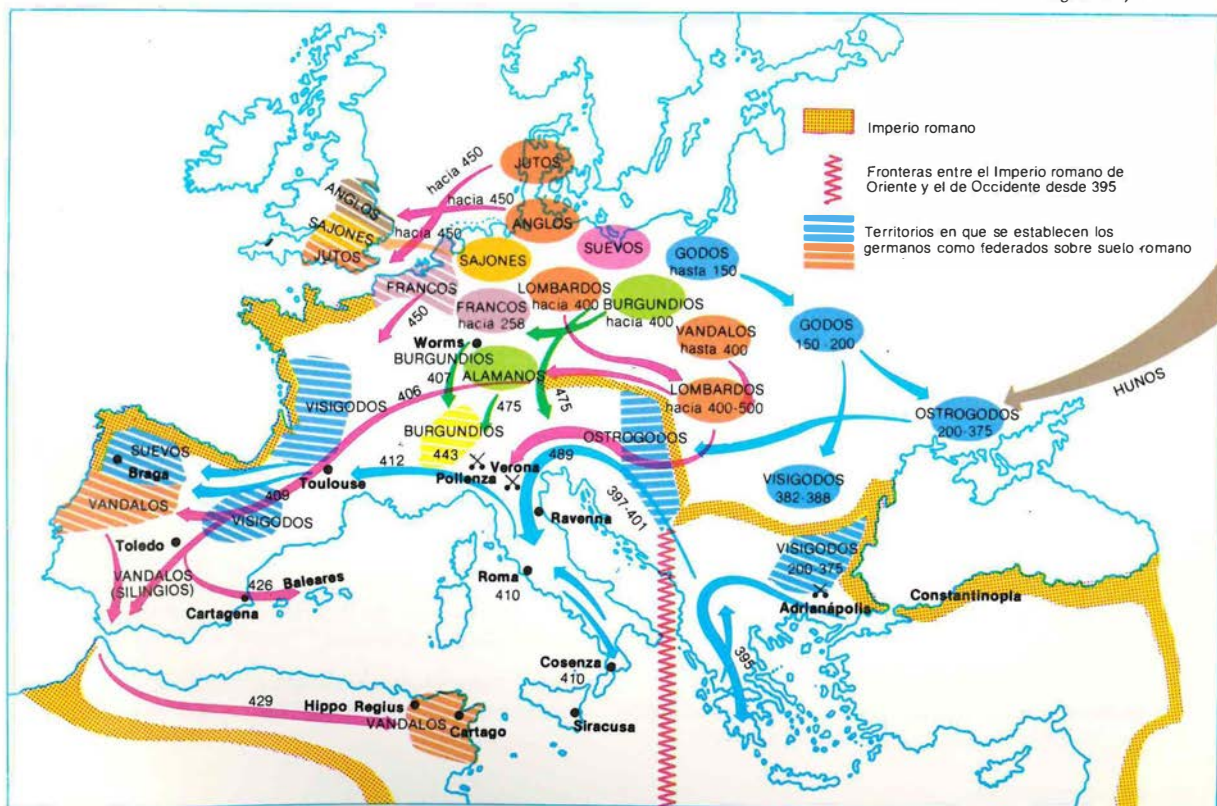 Imperio romano
Fronteras entre el Imperio romano de
Oriente y el de Occidente desde 395
Territorios en que se establecen los
germanos como federados sobre suelo romano
hacia 450
JUTOS
ANGLOS
hacia 450
ANGLOS
SAJONES
hacia 450
JUTOS
SAJONES
SUEVOS
GODOS
hasta 150
FRANCOS
450
FRANCOS
hacia 258
LOMBARDOS
hacia 400
BURGUNDIOS
hacia 400
VANDALOS
hasta 400
GODOS
150-200
HUNOS
Worms
BURGUNDIOS
407
ALAMANOS
406
475
475
LOMBARDOS
hacia 400-500
OSTROGODOS
200-375
VISIGODOS
BURGUNDIOS
443
OSTROGODOS
489
Verona
Pollenza
412
SUEVOS
Braga
Toulouse
VISIGODOS
382-388
VANDALOS
409
VISIGODOS
Ravenna
397-401
VISIGODOS
200-375
Toledo
VANDALOS
(SILINGIOS)
426
Baleares
Cartagena
Roma
410
Adrianápolis
Constantinopla
395
Cosenza
410
429
Hippo Regius
VANDALOS
Cartago
Siracusa